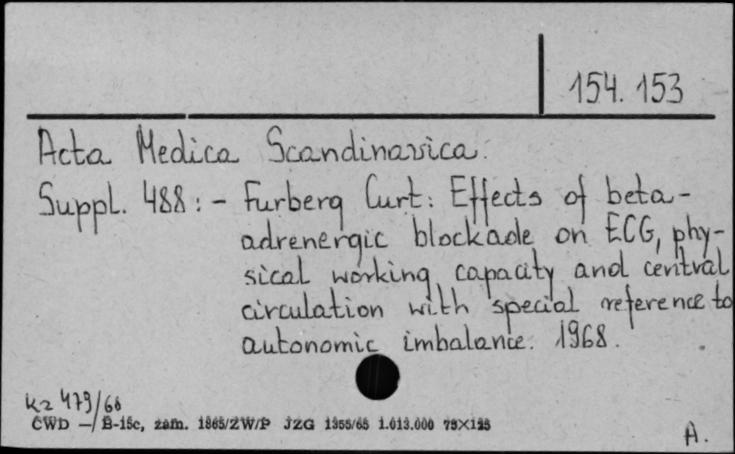 154.153
Acta Medica Scandinavica.
Suppl. 488: - Furberg Curt: Effects of beta-
adrenergic blockade on ECG, phy-
sical working capacity and central
circulation with special reference to
autonomic imbalance. 1968.
Kz 479/68
CWD - B-15c, zam. 1865/ZW/P JZG 1355/65 1.013.000 75×125
A.